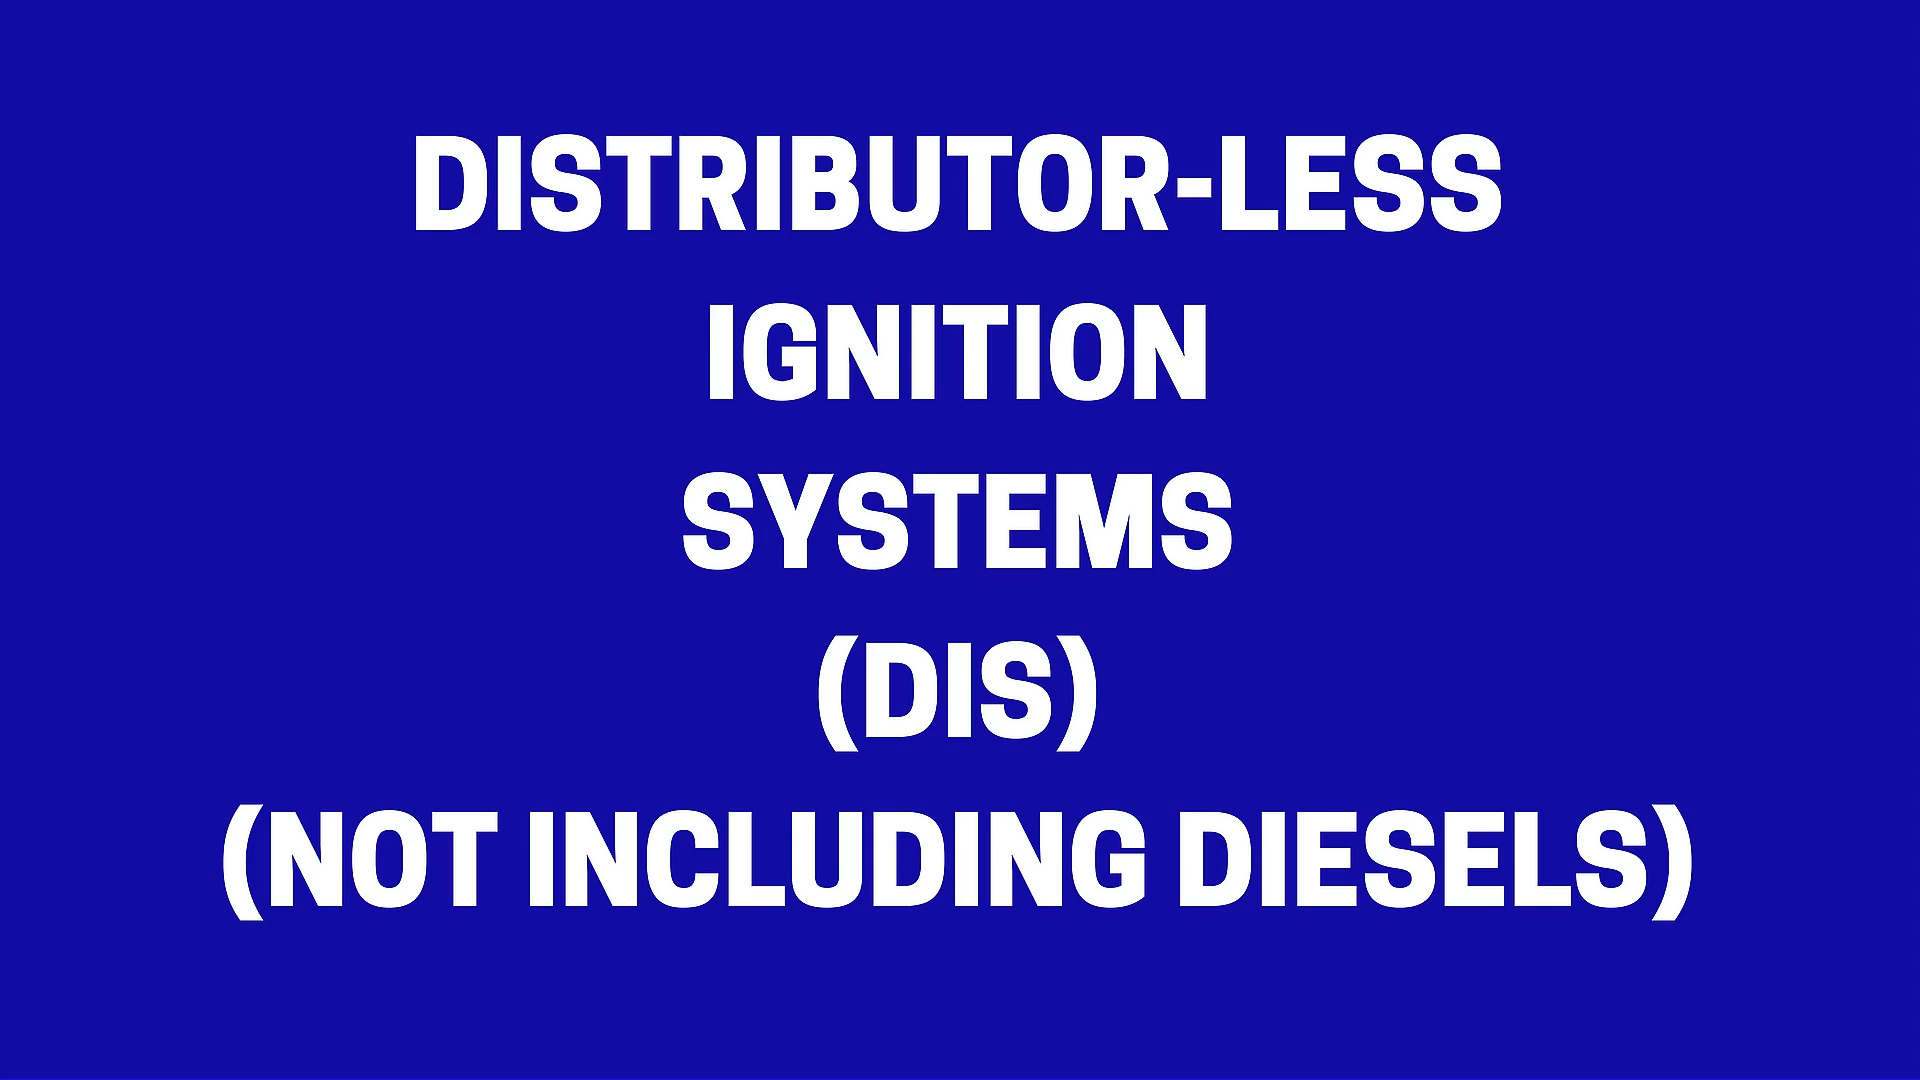 DISTRIBUTOR-LESS
IGNITION
SYSTEMS
(DIS)
(NOT INCLUDING DIESELS)